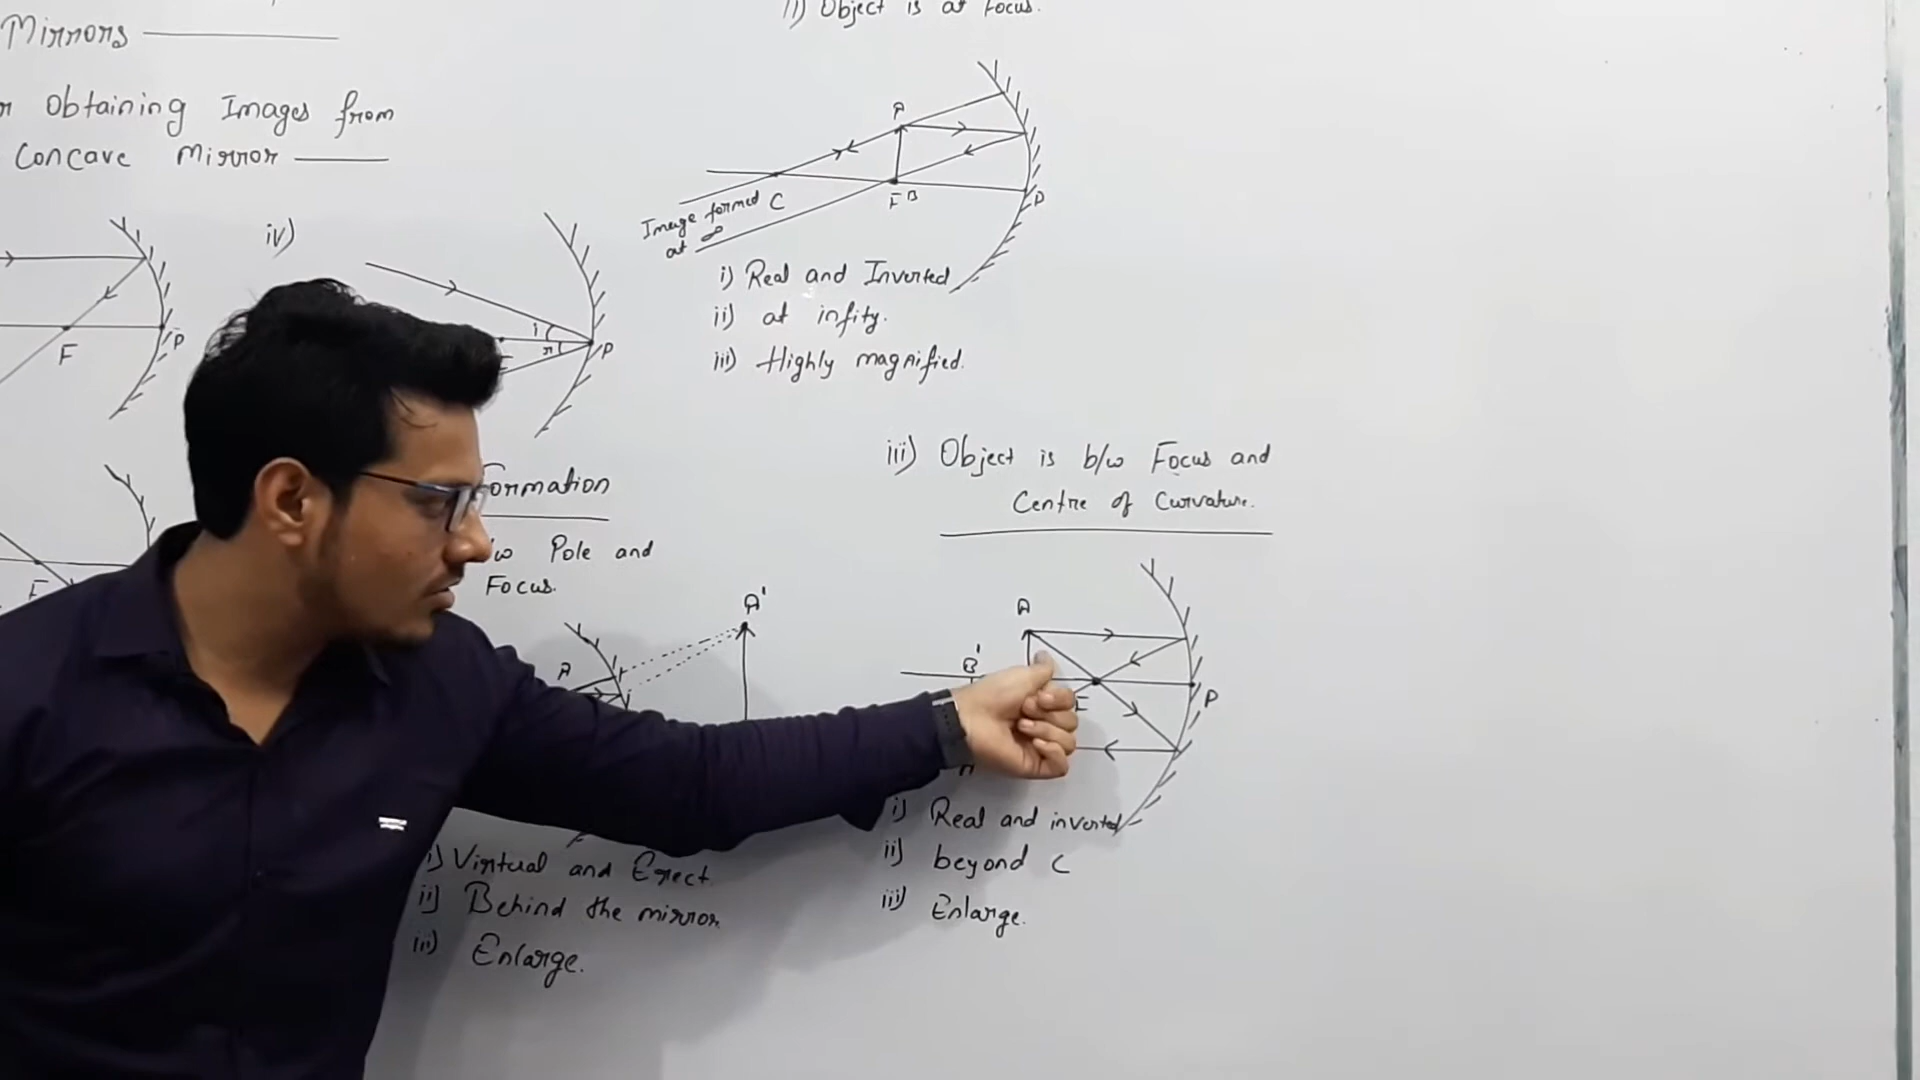 Mirrors
or Obtaining Images from
Concave Mirror
F
P
iv)
i
r
P
F
Formation
b/w Pole and
Focus.
A
A'
i) Virtual and Erect
ii) Behind the mirror
iii) Enlarge.
ii) Object is at focus.
A
Image formed
at ∞
C
F B
P
i) Real and Inverted
ii) at infity.
iii) Highly magnified.
iii) Object is b/w Focus and
Centre of Curvature.
A
B'
F
P
i) Real and inverted
ii) beyond C
iii) Enlarge.